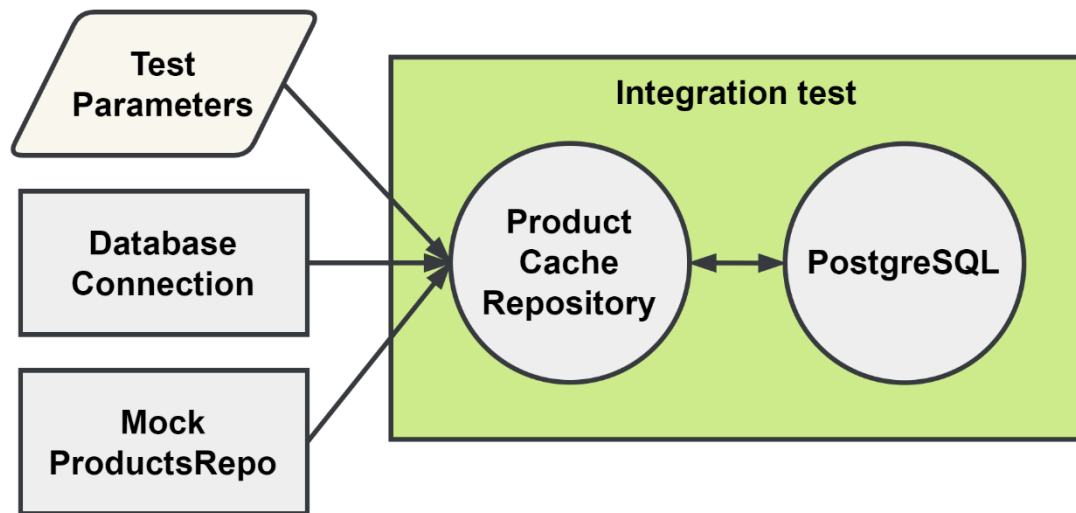 Test
Parameters
Integration test
Database
Connection
Product
Cache
Repository
PostgreSQL
Mock
ProductsRepo